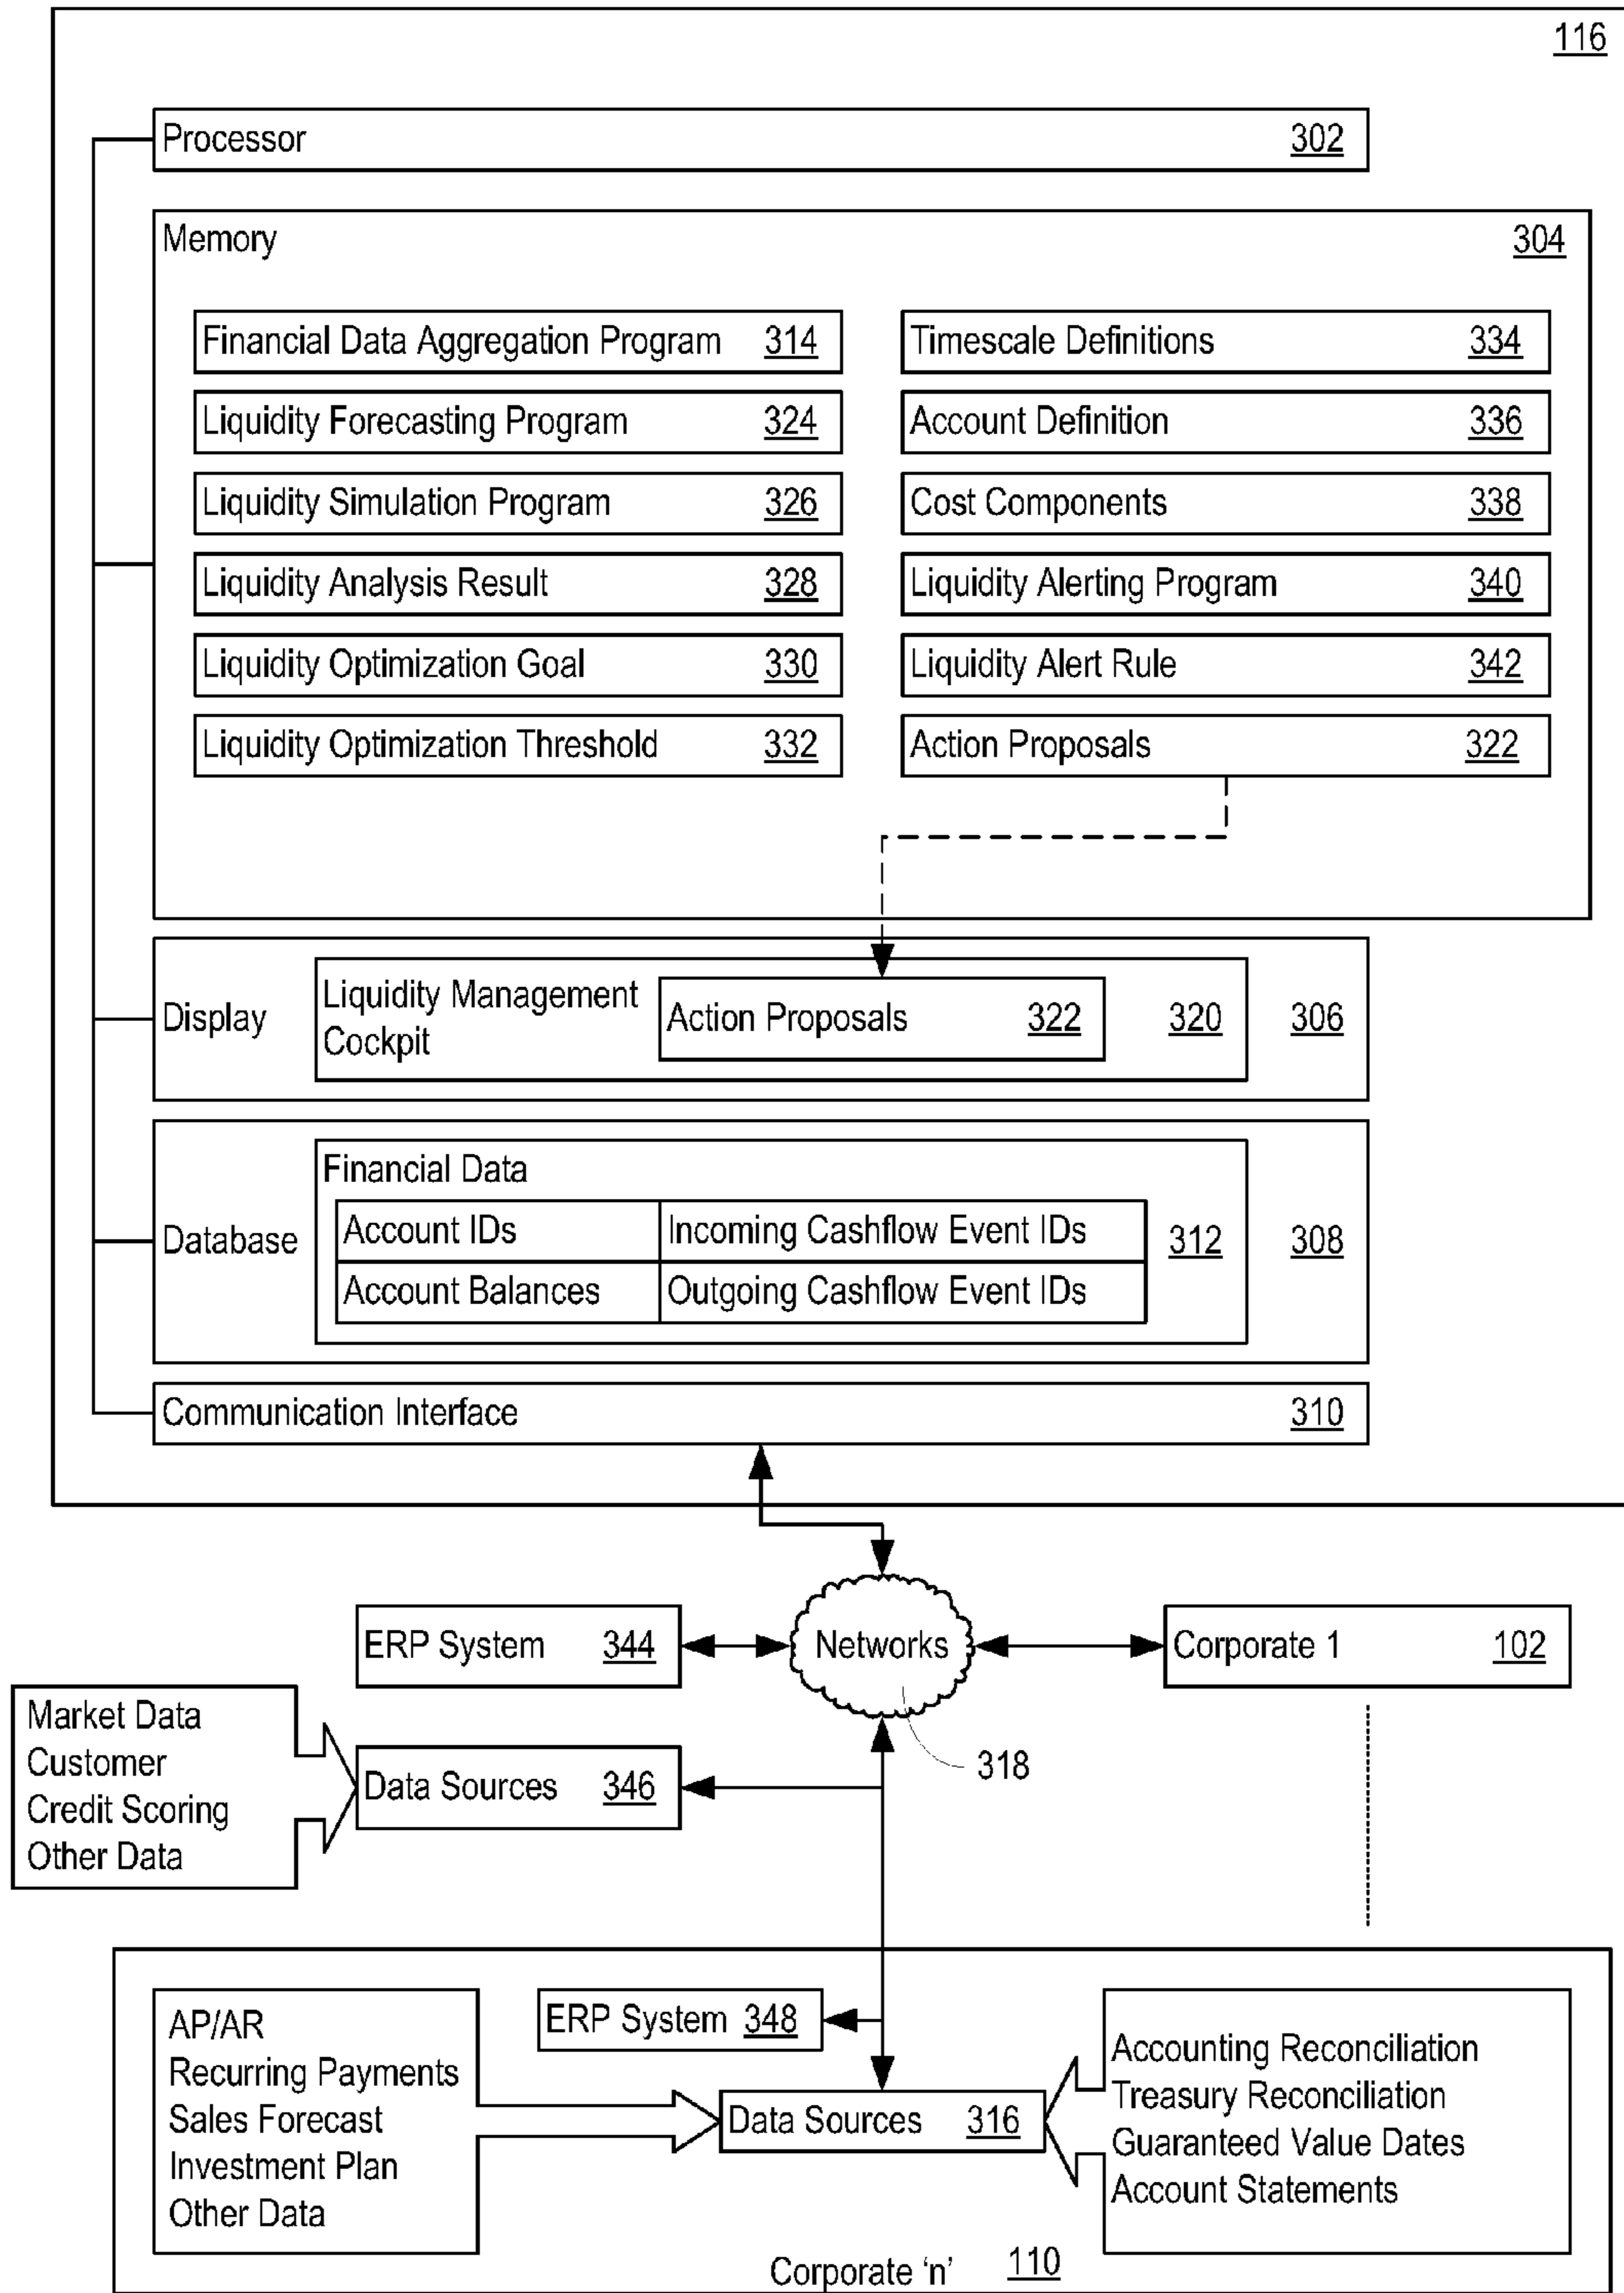 116
Processor 302
Memory 304
Financial Data Aggregation Program 314
Timescale Definitions 334
Liquidity Forecasting Program 324
Account Definition 336
Liquidity Simulation Program 326
Cost Components 338
Liquidity Analysis Result 328
Liquidity Alerting Program 340
Liquidity Optimization Goal 330
Liquidity Alert Rule 342
Liquidity Optimization Threshold 332
Action Proposals 322
Display
Liquidity Management
Cockpit
Action Proposals 322
320
306
Database
Financial Data
Account IDs
Incoming Cashflow Event IDs
Account Balances
Outgoing Cashflow Event IDs
312
308
Communication Interface 310
ERP System 344
Networks
Corporate 1 102
318
Market Data
Customer
Credit Scoring
Other Data
Data Sources 346
AP/AR
Recurring Payments
Sales Forecast
Investment Plan
Other Data
ERP System 348
Data Sources 316
Accounting Reconciliation
Treasury Reconciliation
Guaranteed Value Dates
Account Statements
Corporate ‘n’ 110